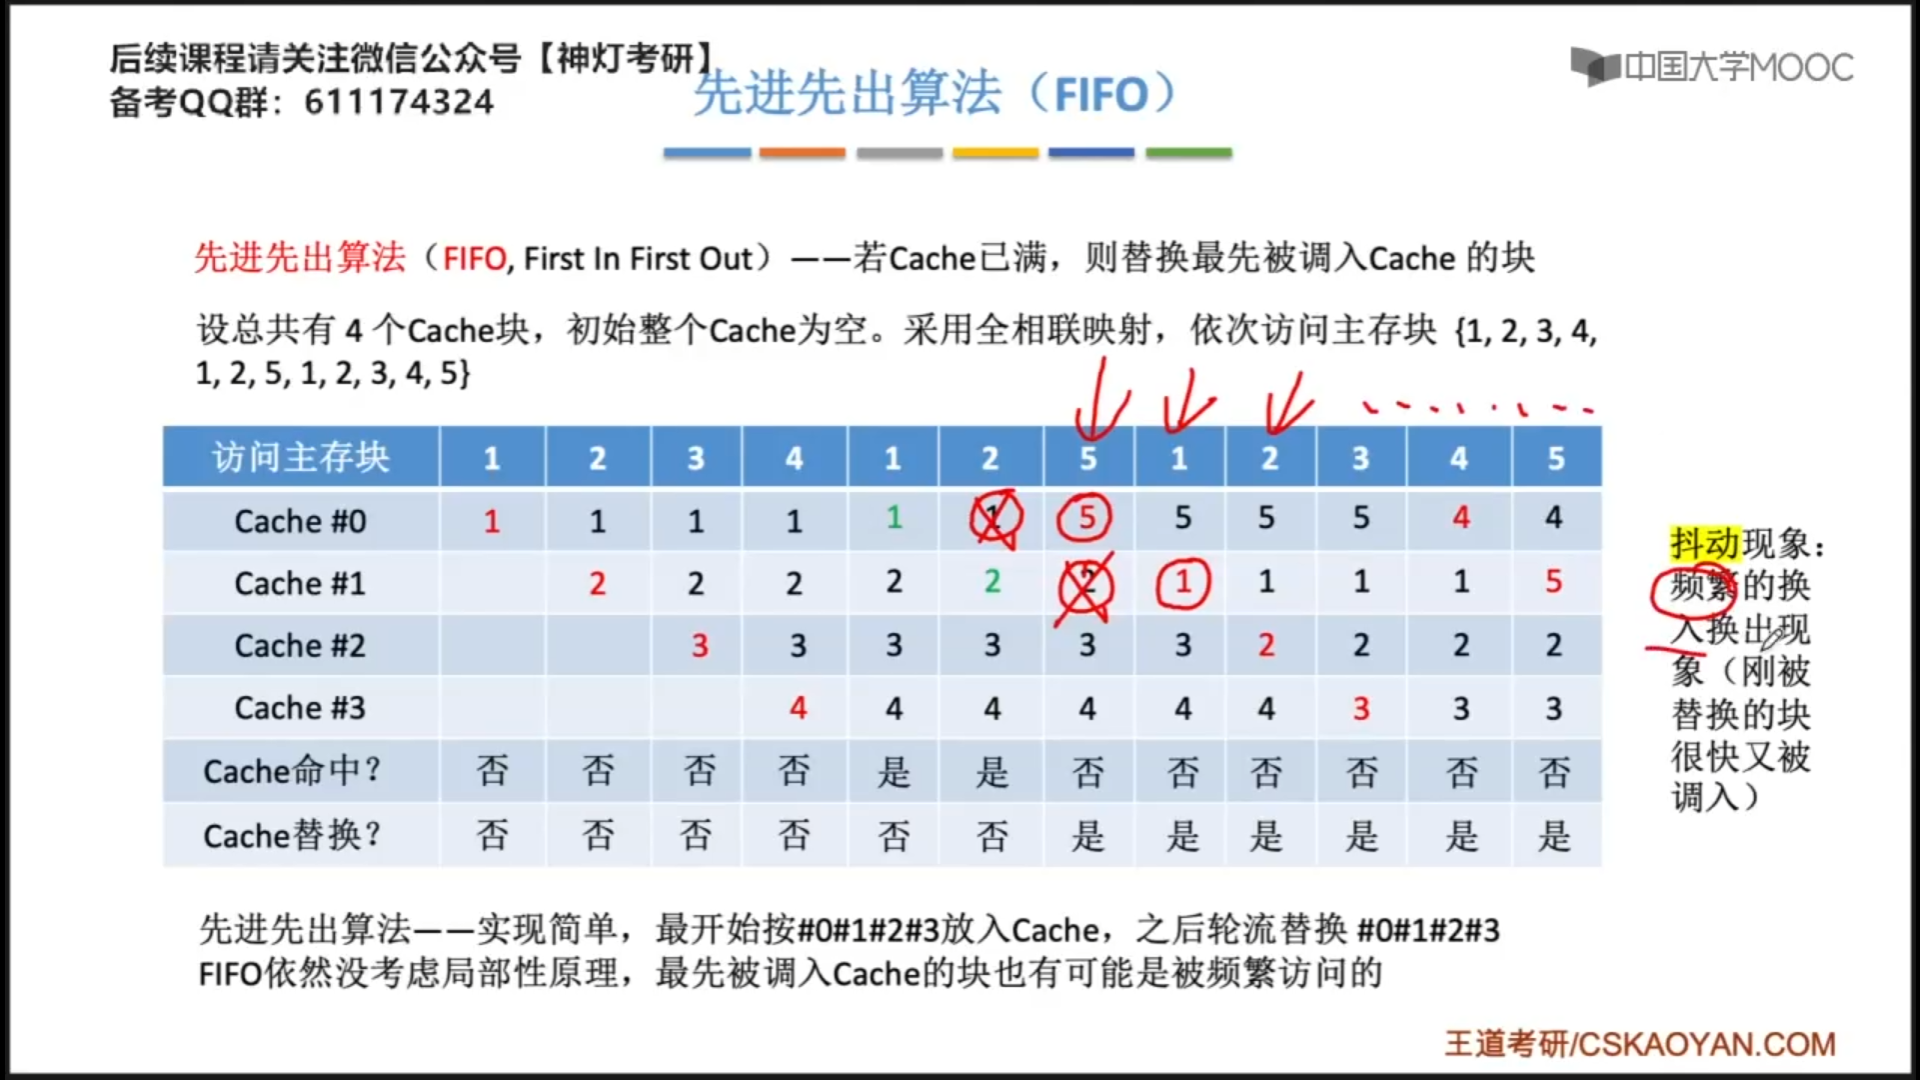 后续课程请关注微信公众号【神灯考研】
备考QQ群：611174324
中国大学MOOC
先进先出算法（FIFO）
先进先出算法（FIFO, First In First Out）——若Cache已满，则替换最先被调入Cache 的块
设总共有 4 个Cache块，初始整个Cache为空。采用全相联映射，依次访问主存块 {1, 2, 3, 4,
1, 2, 5, 1, 2, 3, 4, 5}
访问主存块 1 2 3 4 1 2 5 1 2 3 4 5
Cache #0 1 1 1 1 1 1 5 5 5 5 4 4
Cache #1 2 2 2 2 2 2 1 1 1 1 5
Cache #2 3 3 3 3 3 3 2 2 2 2
Cache #3 4 4 4 4 4 4 3 3 3
Cache命中？ 否 否 否 否 是 是 否 否 否 否 否 否
Cache替换？ 否 否 否 否 否 否 是 是 是 是 是 是
抖动现象：
频繁的换
入换出现
象（刚被
替换的块
很快又被
调入）
先进先出算法——实现简单，最开始按#0#1#2#3放入Cache，之后轮流替换 #0#1#2#3
FIFO依然没考虑局部性原理，最先被调入Cache的块也有可能是被频繁访问的
王道考研/CSKAOYAN.COM